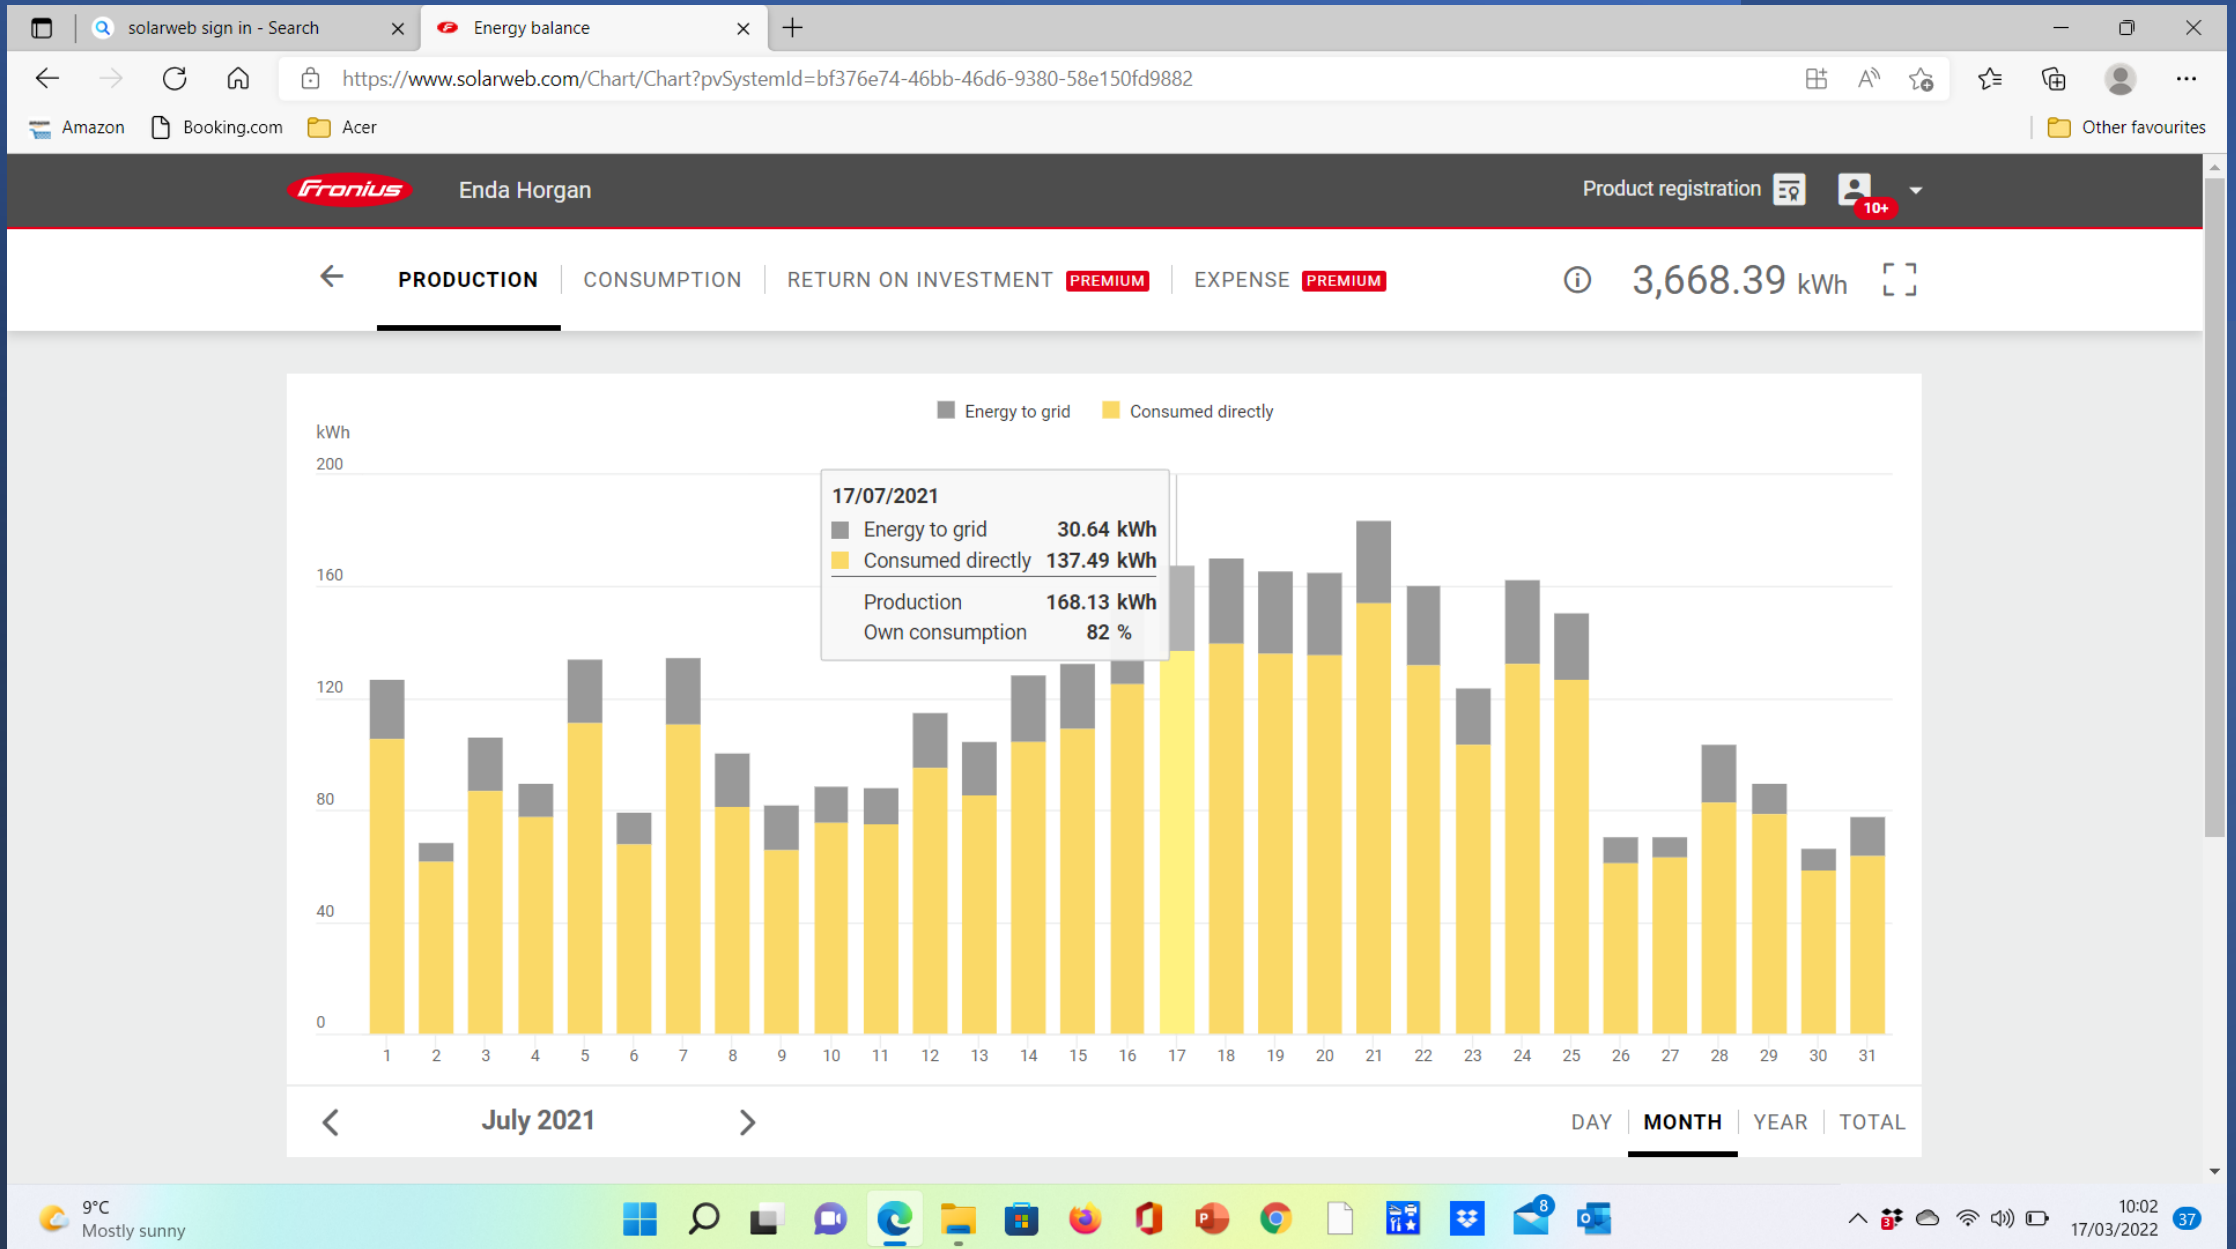 solarweb sign in - Search
Energy balance
https://www.solarweb.com/Chart/Chart?pvSystemId=bf376e74-46bb-46d6-9380-58e150fd9882
Amazon
Booking.com
Acer
Other favourites
Fronius
Enda Horgan
Product registration
10+
PRODUCTION
CONSUMPTION
RETURN ON INVESTMENT PREMIUM
EXPENSE PREMIUM
3,668.39 kWh
Energy to grid
Consumed directly
kWh
200
160
120
80
40
0
17/07/2021
Energy to grid 30.64 kWh
Consumed directly 137.49 kWh
Production 168.13 kWh
Own consumption 82 %
1 2 3 4 5 6 7 8 9 10 11 12 13 14 15 16 17 18 19 20 21 22 23 24 25 26 27 28 29 30 31
July 2021
DAY
MONTH
YEAR
TOTAL
9°C
Mostly sunny
8
3
10:02
17/03/2022
37